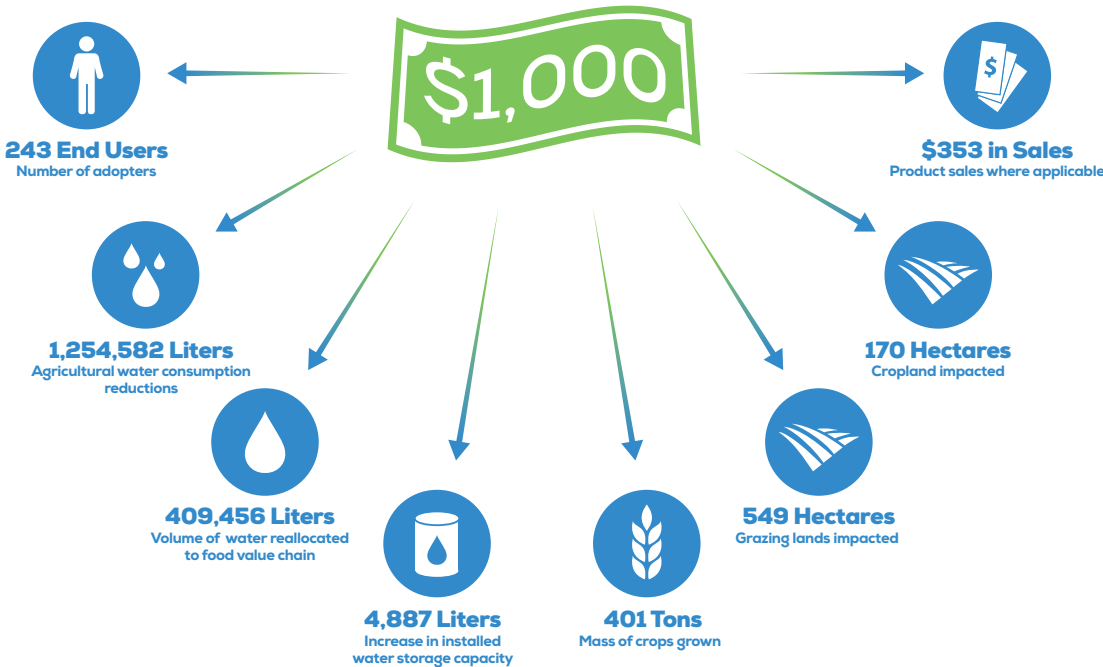 $1,000
$
243 End Users
Number of adopters
$353 in Sales
Product sales where applicable
1,254,582 Liters
Agricultural water consumption
reductions
170 Hectares
Cropland impacted
409,456 Liters
Volume of water reallocated
to food value chain
549 Hectares
Grazing lands impacted
4,887 Liters
Increase in installed
water storage capacity
401 Tons
Mass of crops grown